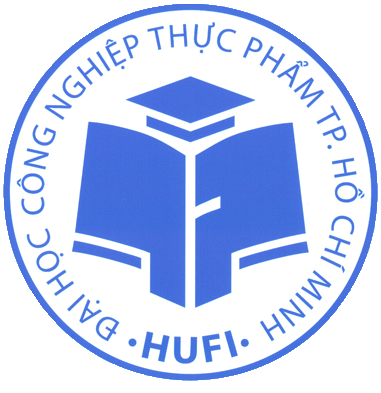 ĐẠI HỌC CÔNG NGHIỆP THỰC PHẨM TP. HỒ CHÍ MINH
• HUFI •